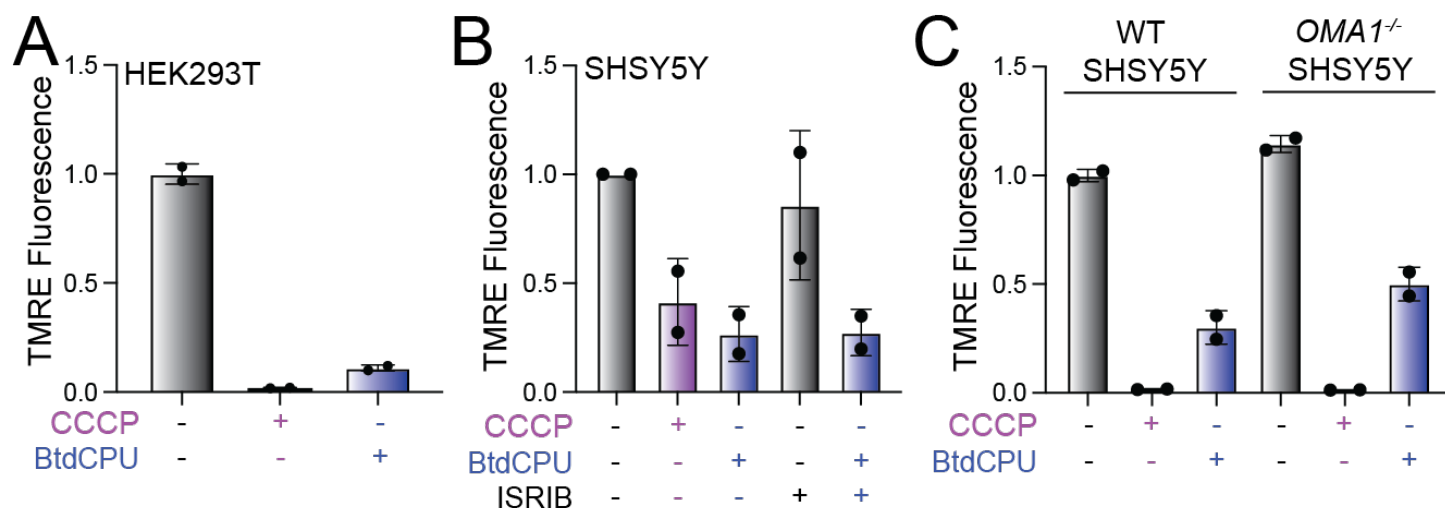 A
HEK293T
TMRE Fluorescence
1.5
1.0
0.5
0.0
CCCP - + -
BtdCPU - - +
B
SHSY5Y
TMRE Fluorescence
1.5
1.0
0.5
0.0
CCCP - + - - -
BtdCPU - - + - +
ISRIB - - - + +
C
WT
SHSY5Y
OMA1-/-
SHSY5Y
TMRE Fluorescence
1.5
1.0
0.5
0.0
CCCP - + - - + -
BtdCPU - - + - - +